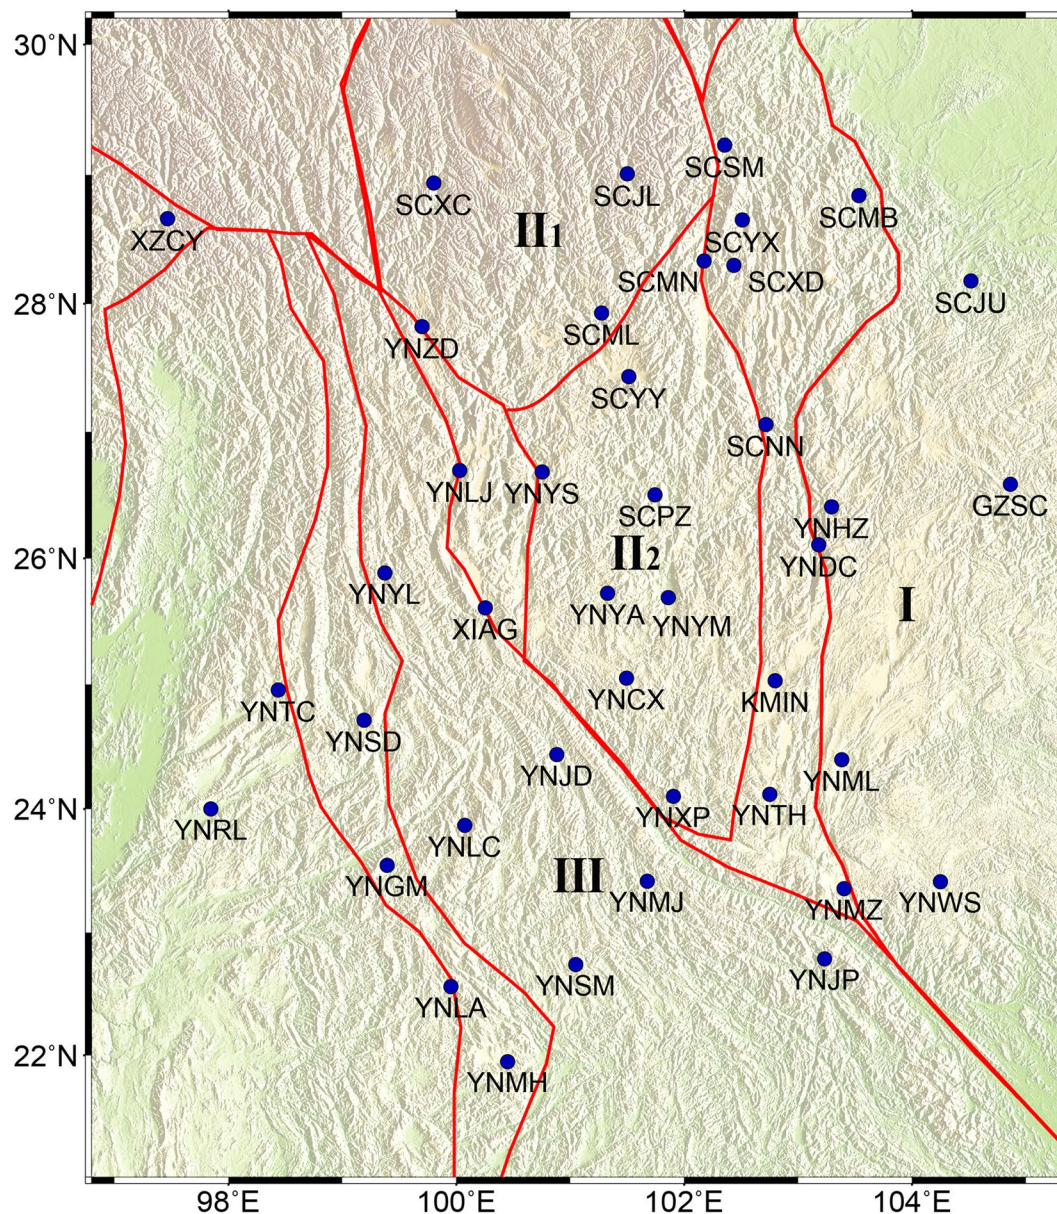 30°N
SCSM
SCXC
SCJL
SCMB
XZCY
II1
SCYX
SCMN
SCXD
28°N
SCJU
SCML
YNZD
SCYY
SCNN
YNLJ
YNYS
SCPZ
GZSC
YNHZ
26°N
II2
YNDC
YNYL
YNYA
I
XIAG
YNYM
YNCX
KMIN
YNTC
YNSD
YNJD
YNML
24°N
YNXP
YNTH
YNRL
YNLC
YNGM
III
YNMJ
YNMZ
YNWS
YNSM
YNJP
YNLA
22°N
YNMH
98°E
100°E
102°E
104°E